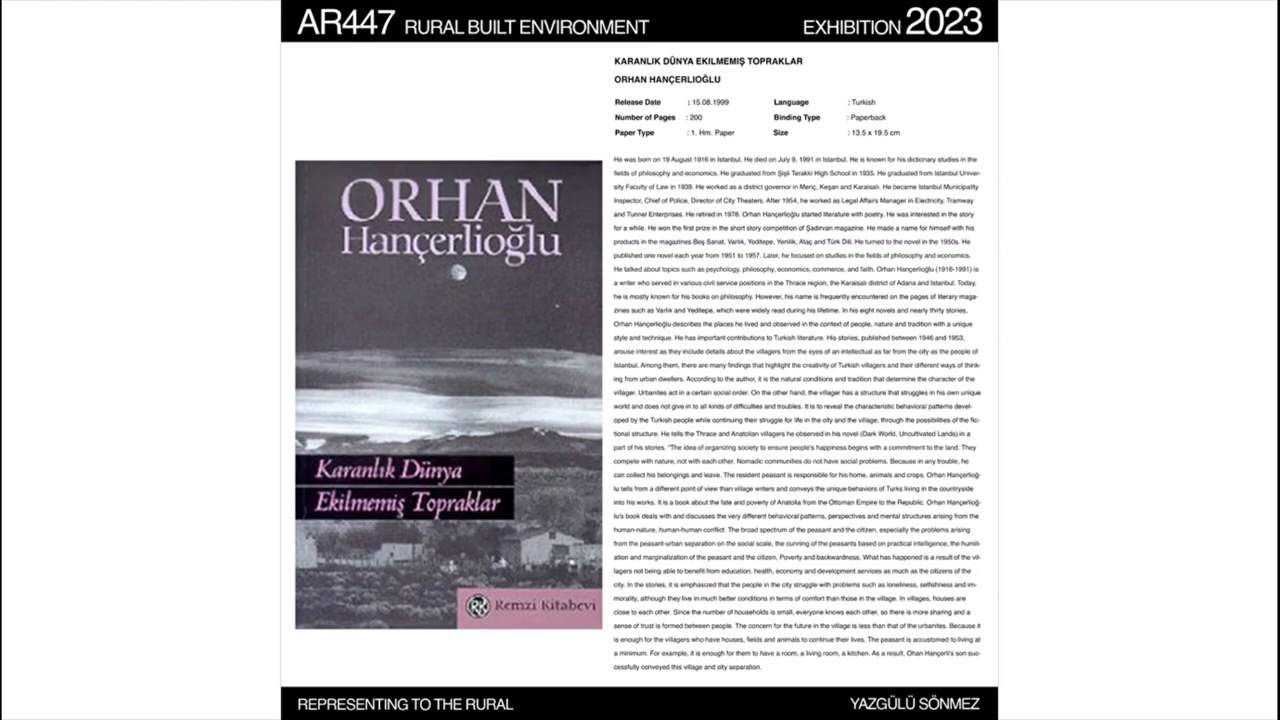 AR447 RURAL BUILT ENVIRONMENT
EXHIBITION 2023
KARANLIK DÜNYA EKILMEMIŞ TOPRAKLAR
ORHAN HANÇERLİOĞLU
Release Date : 15.08.1999 Language : Turkish
Number of Pages : 200 Binding Type : Paperback
Paper Type : 1. Hm. Paper Size : 13.5 x 19.5 cm
ORHAN
Hançerlioğlu
Karanlık Dünya
Ekilmemiş Topraklar
RK Remzi Kitabevi
He was born on 19 August 1916 in Istanbul. He died on July 9, 1991 in Istanbul. He is known for his dictionary studies in the
fields of philosophy and economics. He graduated from Şişli Terakki High School in 1935. He graduated from Istanbul Univer-
sity Faculty of Law in 1939. He worked as a district governor in Meriç, Keşan and Karaisalı. He became Istanbul Municipality
Inspector, Chief of Police, Director of City Theaters. After 1954, he worked as Legal Affairs Manager in Electricity, Tramway
and Tunnel Enterprises. He retired in 1978. Orhan Hançerlioğlu started literature with poetry. He was interested in the story
for a while. He won the first prize in the short story competition of Şadırvan magazine. He made a name for himself with his
products in the magazines Beş Sanat, Varlık, Yeditepe, Yenilik, Ataç and Türk Dili. He turned to the novel in the 1950s. He
published one novel each year from 1951 to 1957. Later, he focused on studies in the fields of philosophy and economics.
He talked about topics such as psychology, philosophy, economics, commerce, and faith. Orhan Hançerlioğlu (1916-1991) is
a writer who served in various civil service positions in the Thrace region, the Karaisalı district of Adana and Istanbul. Today,
he is mostly known for his books on philosophy. However, his name is frequently encountered on the pages of literary maga-
zines such as Varlık and Yeditepe, which were widely read during his lifetime. In his eight novels and nearly thirty stories,
Orhan Hançerlioğlu describes the places he lived and observed in the context of people, nature and tradition with a unique
style and technique. He has important contributions to Turkish literature. His stories, published between 1946 and 1953,
arouse interest as they include details about the villagers from the eyes of an intellectual as far from the city as the people of
Istanbul. Among them, there are many findings that highlight the creativity of Turkish villagers and their different ways of think-
ing from urban dwellers. According to the author, it is the natural conditions and tradition that determine the character of the
villager. Urbanites act in a certain social order. On the other hand, the villager has a structure that struggles in his own unique
world and does not give in to all kinds of difficulties and troubles. It is to reveal the characteristic behavioral patterns devel-
oped by the Turkish people while continuing their struggle for life in the city and the village, through the possibilities of the fic-
tional structure. He tells the Thrace and Anatolian villagers he observed in his novel (Dark World, Uncultivated Lands) in a
part of his stories. "The idea of organizing society to ensure people's happiness begins with a commitment to the land. They
compete with nature, not with each other. Nomadic communities do not have social problems. Because in any trouble, he
can collect his belongings and leave. The resident peasant is responsible for his home, animals and crops. Orhan Hançerlioğ-
lu tells from a different point of view than village writers and conveys the unique behaviors of Turks living in the countryside
into his works. It is a book about the fate and poverty of Anatolia from the Ottoman Empire to the Republic. Orhan Hançerlioğ-
lu's book deals with and discusses the very different behavioral patterns, perspectives and mental structures arising from the
human-nature, human-human conflict. The broad spectrum of the peasant and the citizen, especially the problems arising
from the peasant-urban separation on the social scale, the cunning of the peasants based on practical intelligence, the humili-
ation and marginalization of the peasant and the citizen, Poverty and backwardness. What has happened is a result of the vil-
lagers not being able to benefit from education, health, economy and development services as much as the citizens of the
city. In the stories, it is emphasized that the people in the city struggle with problems such as loneliness, selfishness and im-
morality, although they live in much better conditions in terms of comfort than those in the village. In villages, houses are
close to each other. Since the number of households is small, everyone knows each other, so there is more sharing and a
sense of trust is formed between people. The concern for the future in the village is less than that of the urbanites. Because it
is enough for the villagers who have houses, fields and animals to continue their lives. The peasant is accustomed to living at
a minimum. For example, it is enough for them to have a room, a living room, a kitchen. As a result, Ohan Hançerli's son suc-
cessfully conveyed this village and city separation.
REPRESENTING TO THE RURAL
YAZGÜLÜ SÖNMEZ